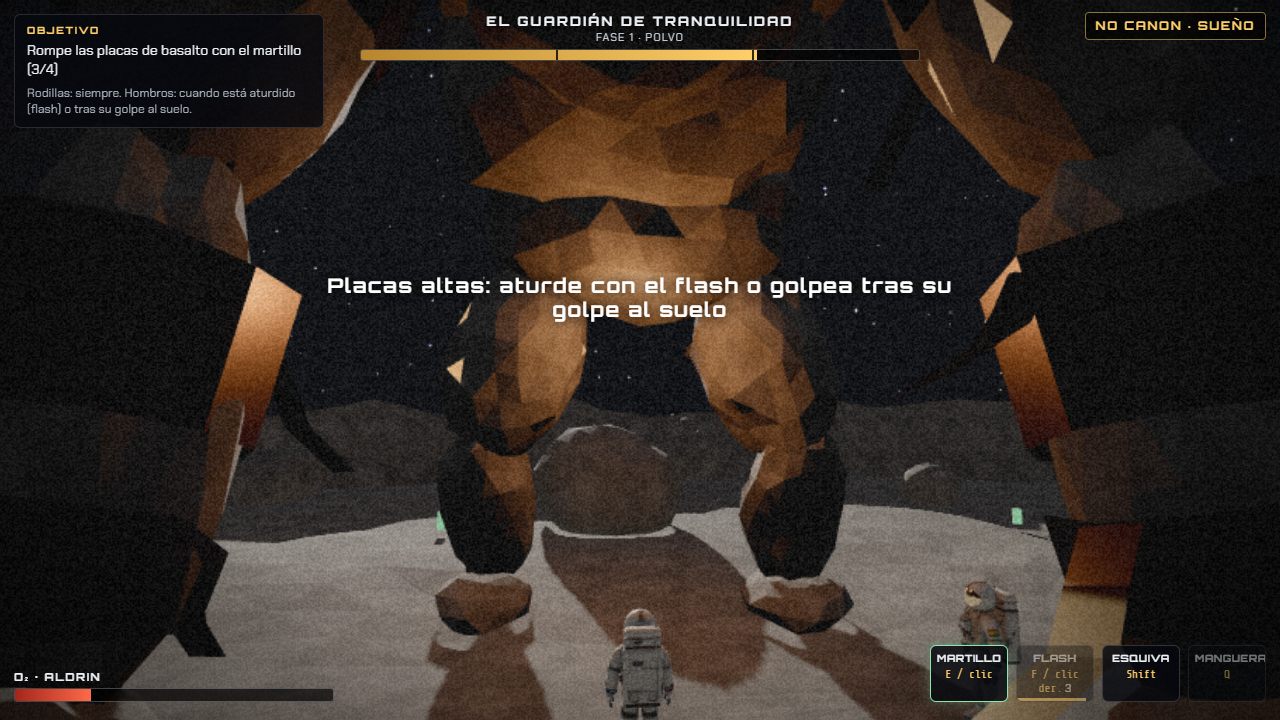 OBJETIVO
Rompe las placas de basalto con el martillo
(3/4)
Rodillas: siempre. Hombros: cuando está aturdido
(flash) o tras su golpe al suelo.
EL GUARDIÁN DE TRANQUILIDAD
FASE 1 · POLVO
NO CANON · SUEÑO
Placas altas: aturde con el flash o golpea tras su
golpe al suelo
O₂ · ALDRIN
MARTILLO
E / clic
FLASH
F / clic
der. 3
ESQUIVA
Shift
MANGUERA
Q